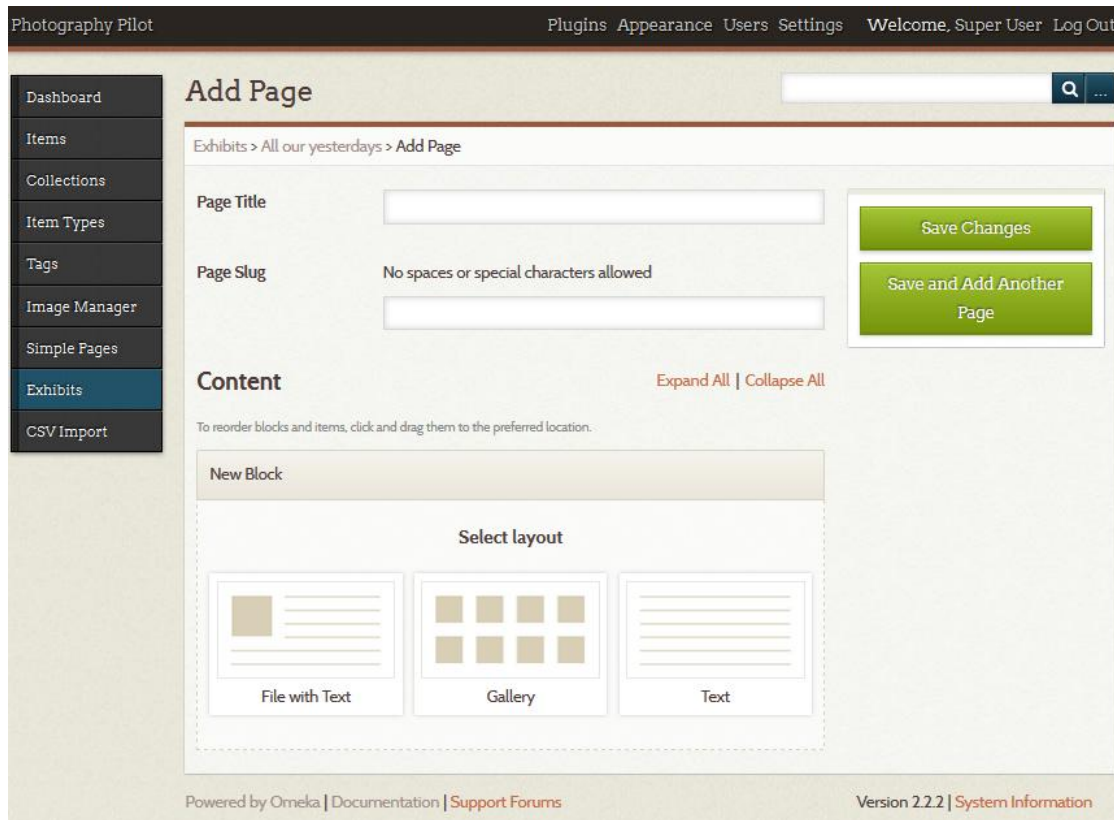 Photography Pilot
Plugins Appearance Users Settings Welcome, Super User Log Out
Dashboard
Items
Collections
Item Types
Tags
Image Manager
Simple Pages
Exhibits
CSV Import
Add Page
...
Exhibits > All our yesterdays > Add Page
Page Title
Page Slug
No spaces or special characters allowed
Save Changes
Save and Add Another
Page
Content
Expand All | Collapse All
To reorder blocks and items, click and drag them to the preferred location.
New Block
Select layout
File with Text
Gallery
Text
Powered by Omeka | Documentation | Support Forums
Version 2.2.2 | System Information